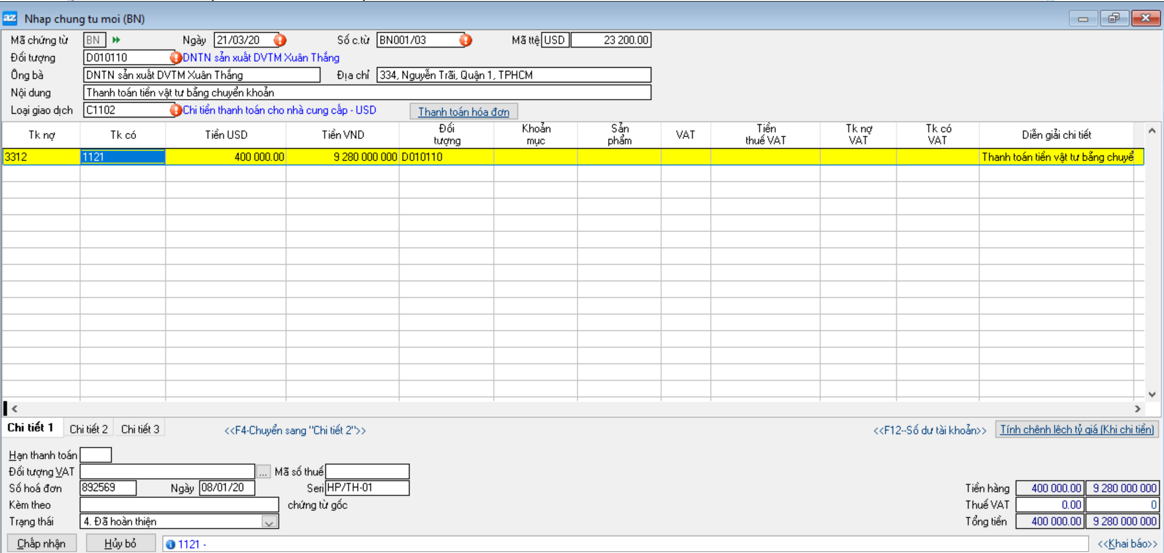 az Nhap chung tu moi (BN)
Mã chứng từ BN Ngày 21/03/20 Số c.từ BN001/03 Mã ttệ USD 23 200.00
Đối tượng D010110 DNTN sản xuất DVTM Xuân Thắng
Ông bà DNTN sản xuất DVTM Xuân Thắng Địa chỉ 334, Nguyễn Trãi, Quận 1, TPHCM
Nội dung Thanh toán tiền vật tư bằng chuyển khoản
Loại giao dịch C1102 Chi tiền thanh toán cho nhà cung cấp - USD Thanh toán hóa đơn
Tk nợ Tk có Tiền USD Tiền VND Đối tượng Khoản mục Sản phẩm VAT Tiền thuế VAT Tk nợ VAT Tk có VAT Diễn giải chi tiết
3312 1121 400 000.00 9 280 000 000 D010110 Thanh toán tiền vật tư bằng chuyể
Chi tiết 1 Chi tiết 2 Chi tiết 3 <<F4-Chuyển sang "Chi tiết 2">> <<F12--Số dư tài khoản>> Tính chênh lệch tỷ giá (Khi chi tiền)
Hạn thanh toán
Đối tượng VAT ... Mã số thuế
Số hoá đơn 892569 Ngày 08/01/20 Seri HP/TH-01 Tiền hàng 400 000.00 9 280 000 000
Kèm theo chứng từ gốc Thuế VAT 0.00 0
Trạng thái 4. Đã hoàn thiện Tổng tiền 400 000.00 9 280 000 000
Chấp nhận Hủy bỏ 1121 - <<Khai báo>>